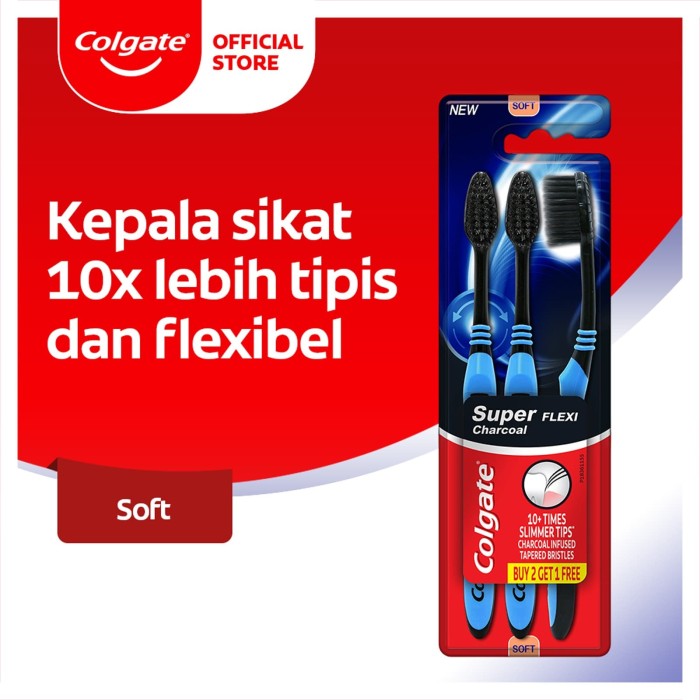 Colgate
OFFICIAL
STORE
Kepala sikat
10x lebih tipis
dan flexibel
Soft
SOFT
NEW
Super FLEXI
Charcoal
Colgate
10+ TIMES
SLIMMER TIPS
CHARCOAL INFUSED
TAPERED BRISTLES
BUY 2 GET 1 FREE
SOFT